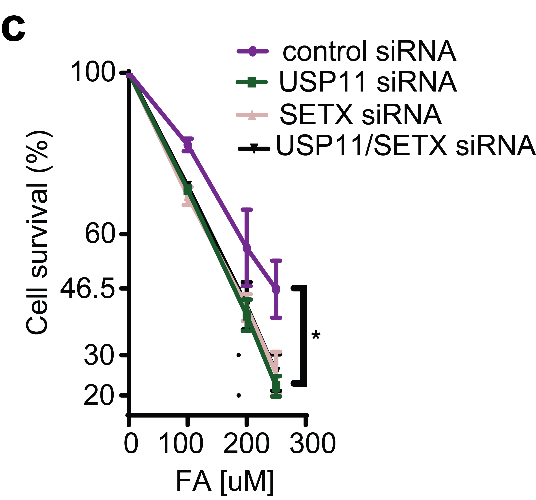 c
control siRNA
USP11 siRNA
SETX siRNA
USP11/SETX siRNA
Cell survival (%)
100
60
46.5
30
20
*
0 100 200 300
FA [uM]